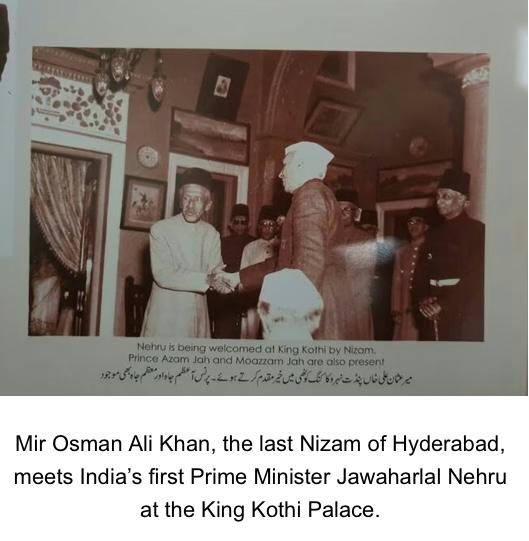 Nehru is being welcomed at King Kothi by Nizam.
Prince Azam Jah and Moazzam Jah are also present
میر عثمان علی خاں پنڈت نہرو کا کنگ کوٹھی میں خیر مقدم کرتے ہوئے۔ پرنس آعظم جاہ اور معظم جاہ بھی موجود
Mir Osman Ali Khan, the last Nizam of Hyderabad,
meets India’s first Prime Minister Jawaharlal Nehru
at the King Kothi Palace.